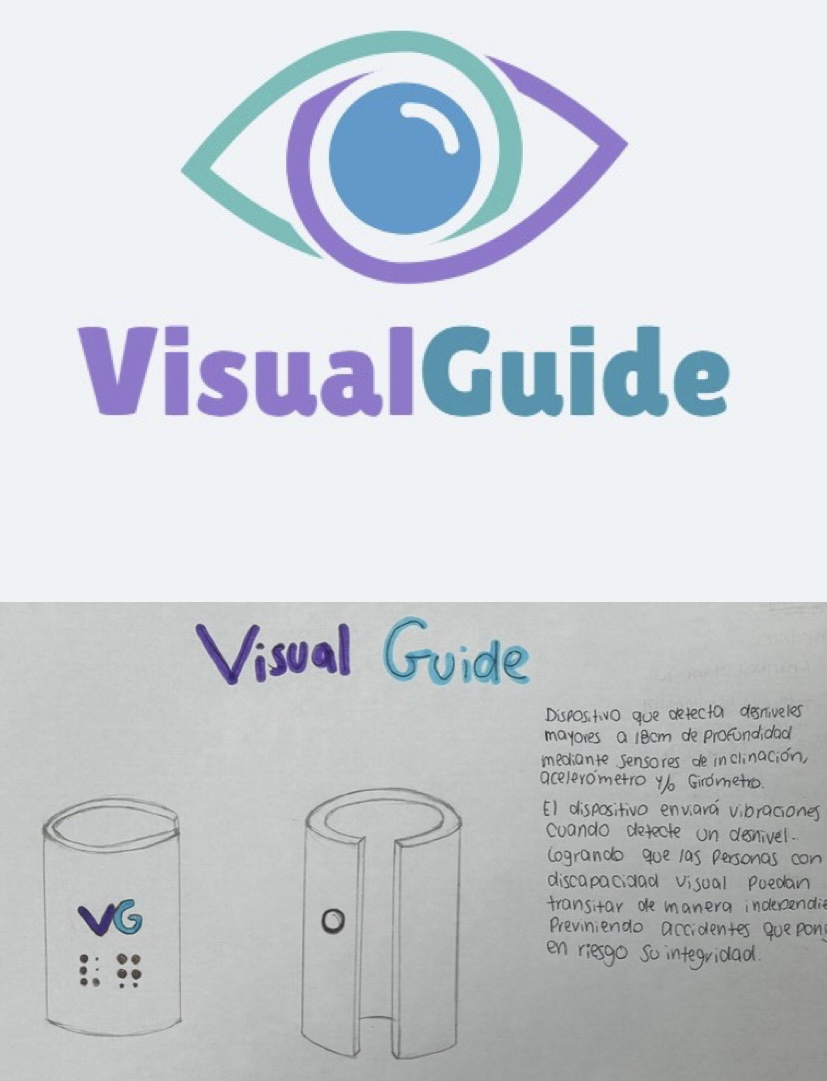 VisualGuide
Visual Guide
Dispositivo que detecta desniveles
mayores a 18cm de profundidad
mediante sensores de inclinación,
acelerómetro y/o Girómetro.
El dispositivo enviará vibraciones
cuando detecte un desnivel.
Logrando que las personas con
discapacidad visual puedan
transitar de manera independie
Previniendo accidentes que pong
en riesgo su integridad.
VG